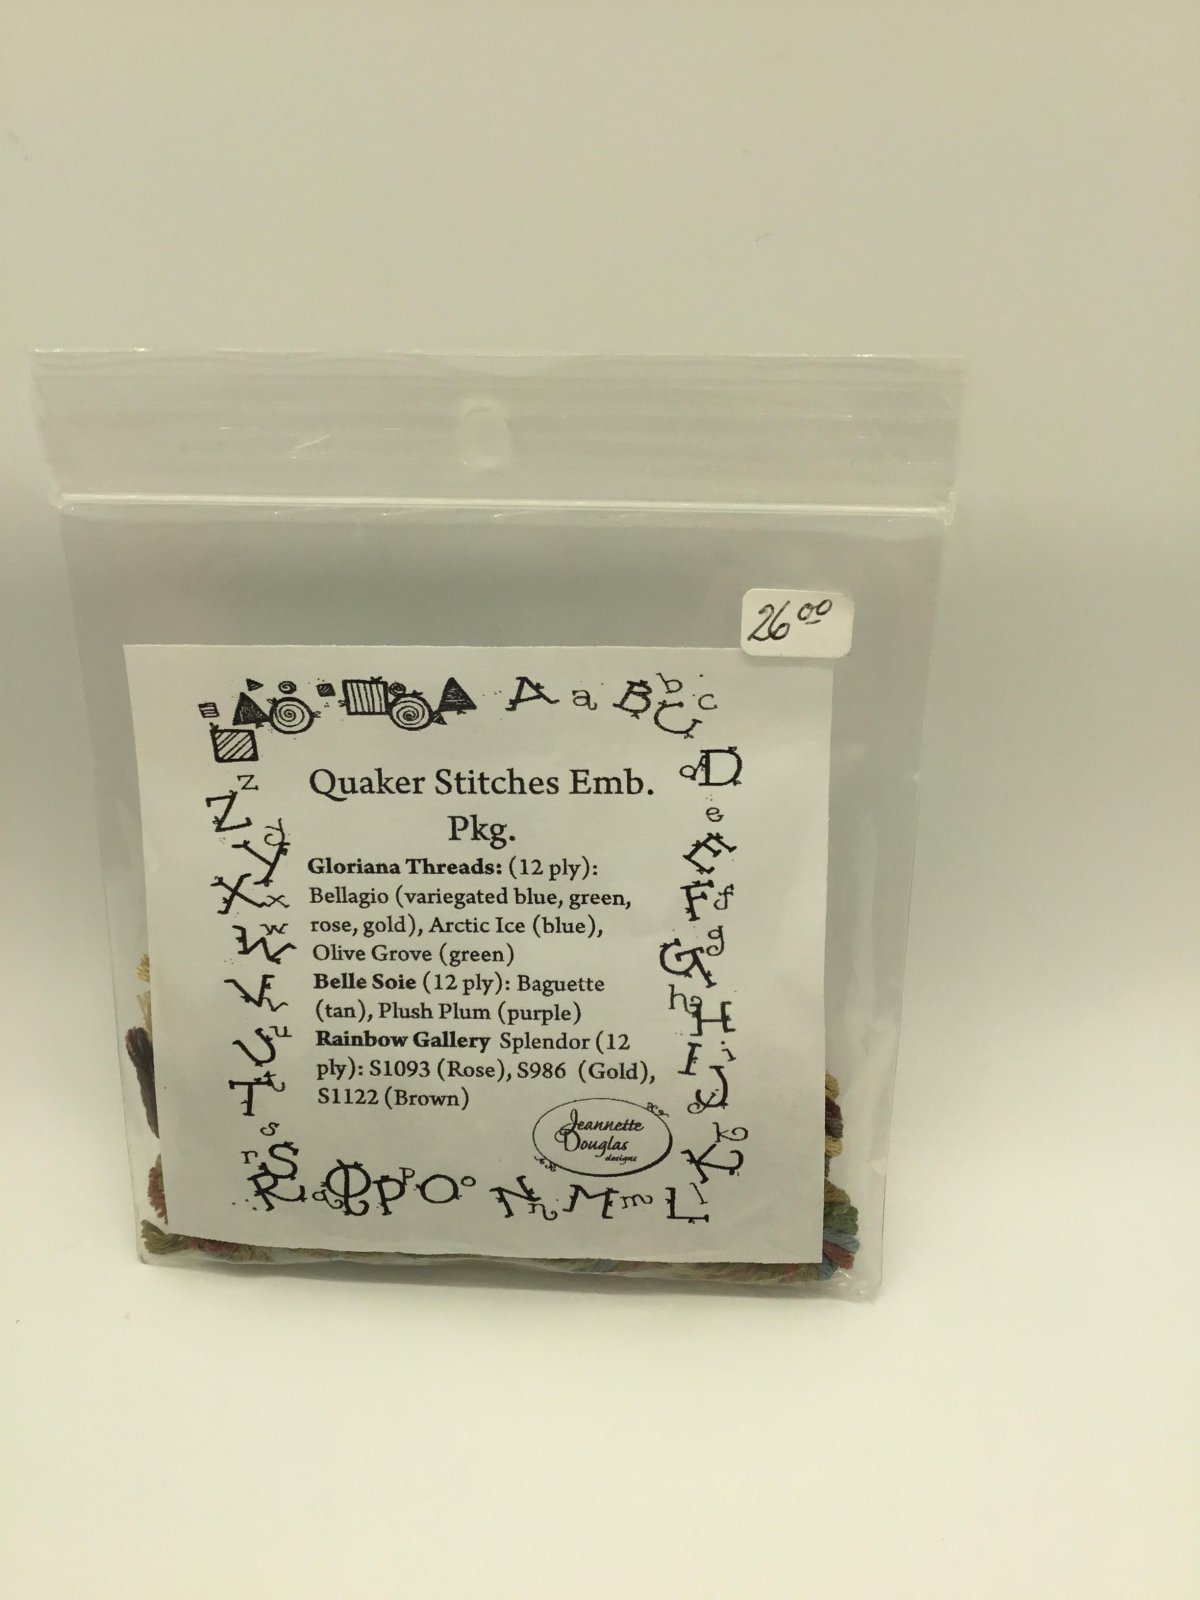 26 00
A a B b C c
Quaker Stitches Emb.
Pkg.
Gloriana Threads: (12 ply):
Bellagio (variegated blue, green,
rose, gold), Arctic Ice (blue),
Olive Grove (green)
Belle Soie (12 ply): Baguette
(tan), Plush Plum (purple)
Rainbow Gallery Splendor (12
ply): S1093 (Rose), S986 (Gold),
S1122 (Brown)
Jeannette
Douglas
designs
d D
e
E
F f
g
G
h H
I i
J j
k
K
L l
M m
N n
O o
P p
Q q
R r
S s
T t
U u
V v
W w
X x
Y y
Z z